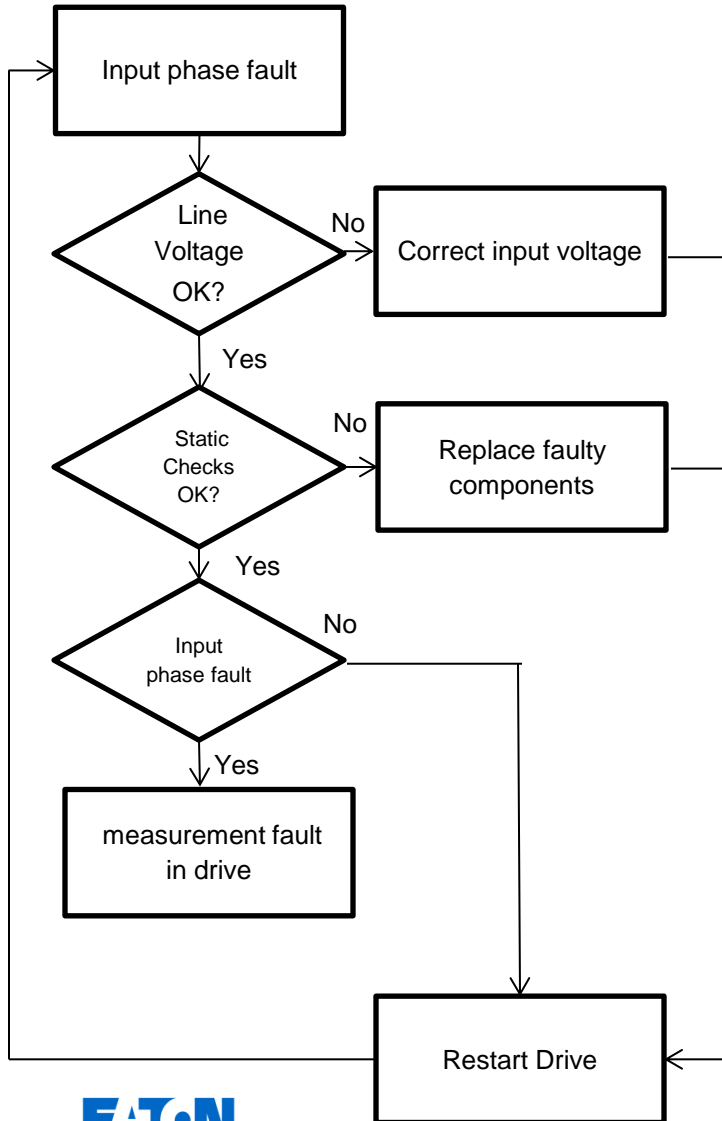 Input phase fault
Line
Voltage
OK?
No
Correct input voltage
Yes
Static
Checks
OK?
No
Replace faulty
components
Yes
Input
phase fault
No
Yes
measurement fault
in drive
Restart Drive
EATON